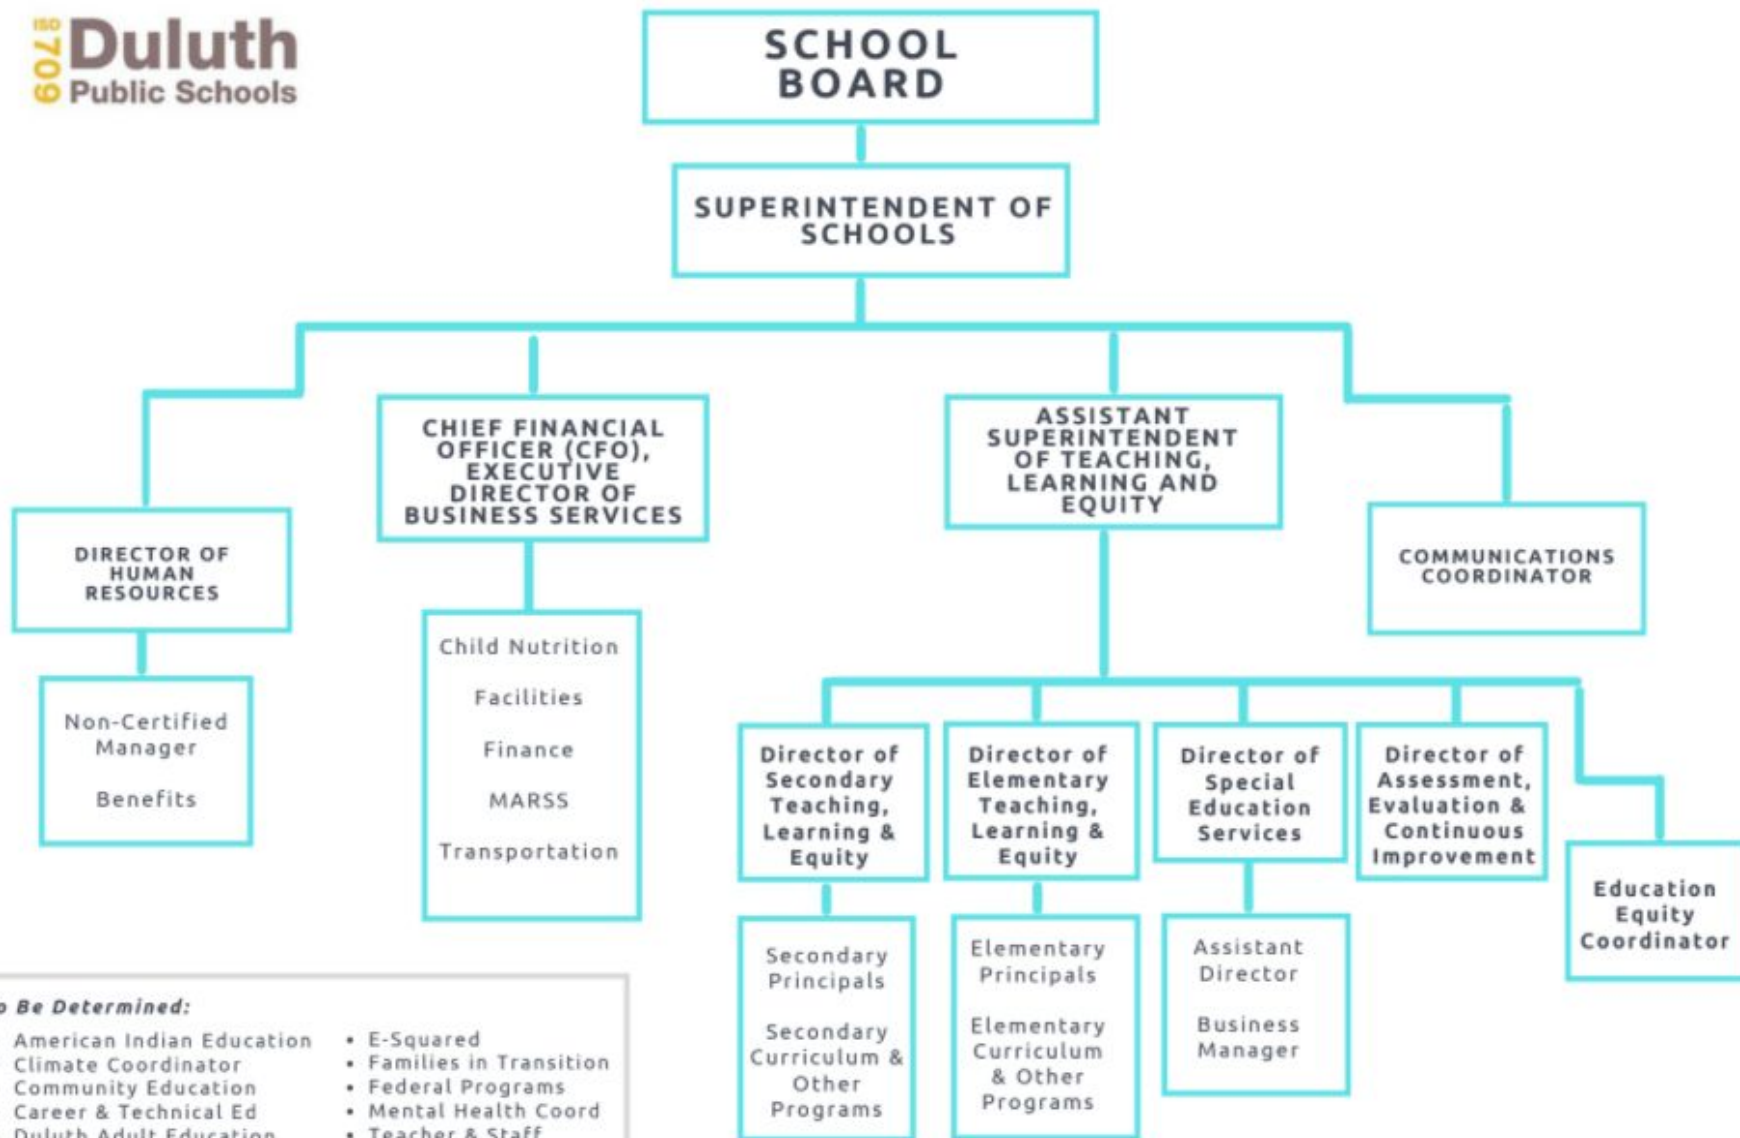 ISD 709
Duluth
Public Schools
SCHOOL
BOARD
SUPERINTENDENT OF
SCHOOLS
DIRECTOR OF
HUMAN
RESOURCES
Non-Certified
Manager
Benefits
CHIEF FINANCIAL
OFFICER (CFO),
EXECUTIVE
DIRECTOR OF
BUSINESS SERVICES
Child Nutrition
Facilities
Finance
MARSS
Transportation
ASSISTANT
SUPERINTENDENT
OF TEACHING,
LEARNING AND
EQUITY
COMMUNICATIONS
COORDINATOR
Director of
Secondary
Teaching,
Learning &
Equity
Secondary
Principals
Secondary
Curriculum &
Other
Programs
Director of
Elementary
Teaching,
Learning &
Equity
Elementary
Principals
Elementary
Curriculum
& Other
Programs
Director of
Special
Education
Services
Assistant
Director
Business
Manager
Director of
Assessment,
Evaluation &
Continuous
Improvement
Education
Equity
Coordinator
o Be Determined:
American Indian Education
Climate Coordinator
Community Education
Career & Technical Ed
Duluth Adult Education
• E-Squared
• Families in Transition
• Federal Programs
• Mental Health Coord
• Teacher & Staff